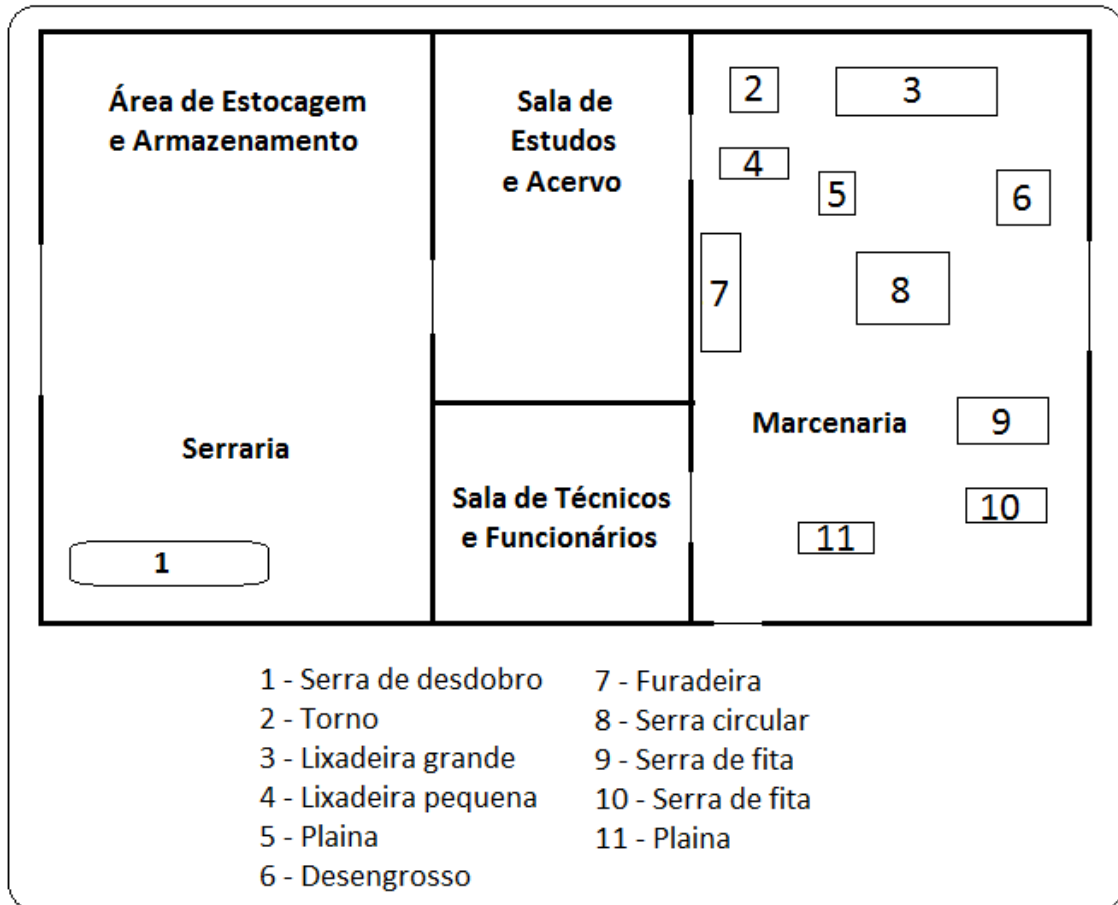 Área de Estocagem
e Armazenamento
Sala de
Estudos
e Acervo
2
3
4
5
6
7
8
Serraria
Marcenaria
9
Sala de Técnicos
e Funcionários
10
11
1
1 - Serra de desdobro
2 - Torno
3 - Lixadeira grande
4 - Lixadeira pequena
5 - Plaina
6 - Desengrosso
7 - Furadeira
8 - Serra circular
9 - Serra de fita
10 - Serra de fita
11 - Plaina